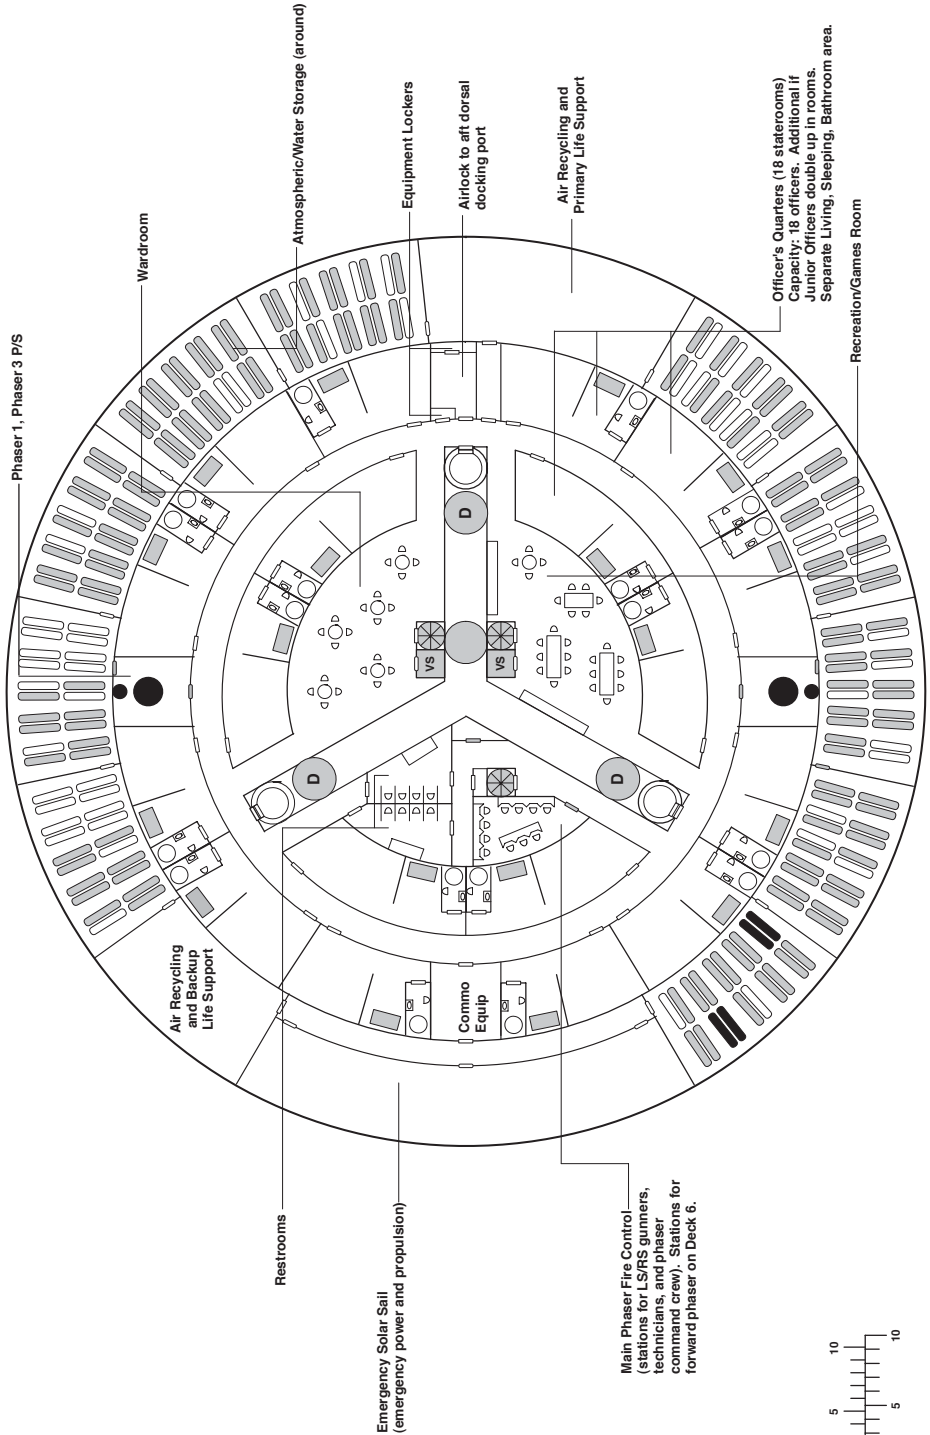 Phaser 1, Phaser 3 P/S
Wardroom
Atmospheric/Water Storage (around)
Equipment Lockers
Airlock to aft dorsal
docking port
Air Recycling and
Primary Life Support
Officer's Quarters (18 staterooms)
Capacity: 18 officers. Additional if
Junior Officers double up in rooms.
Separate Living, Sleeping, Bathroom area.
Recreation/Games Room
D
VS
VS
D
D
Air Recycling
and Backup
Life Support
Commo
Equip
Restrooms
Emergency Solar Sail
(emergency power and propulsion)
Main Phaser Fire Control
(stations for LS/RS gunners,
technicians, and phaser
command crew). Stations for
forward phaser on Deck 6.
5
10
5
10